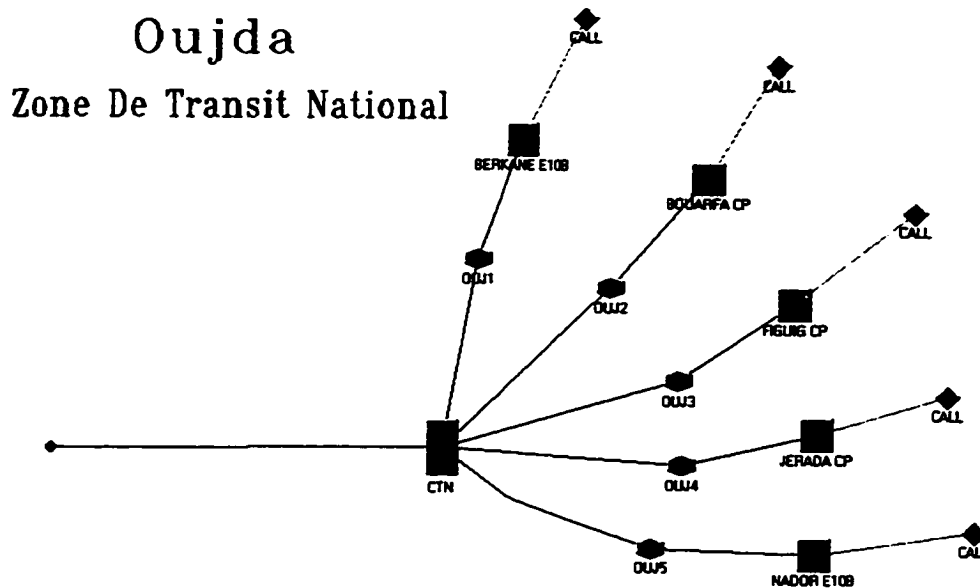 Oujda
Zone De Transit National
CALL
CALL
BERKANE E10B
BOUARFA CP
CALL
OUJ1
OUJ2
FIGUIG CP
OUJ3
CALL
JERADA CP
OUJ4
CTN
CAL
OUJ5
NADOR E10B